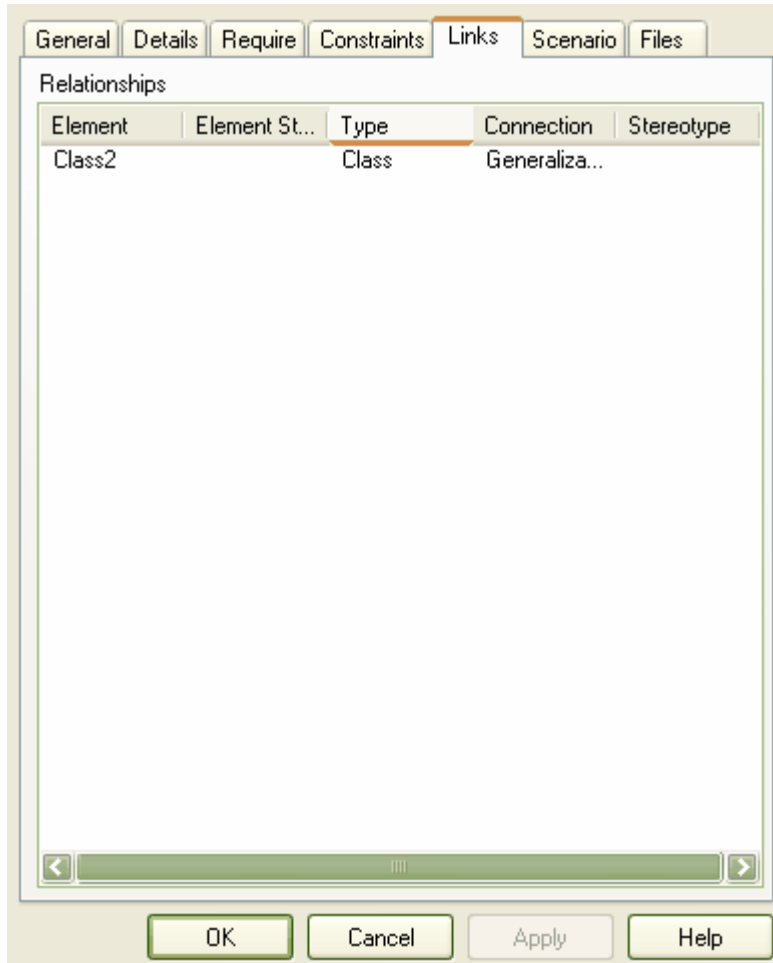 General Details Require Constraints Links Scenario Files
Relationships
Element Element St... Type Connection Stereotype
Class2 Class Generaliza...
OK Cancel Apply Help